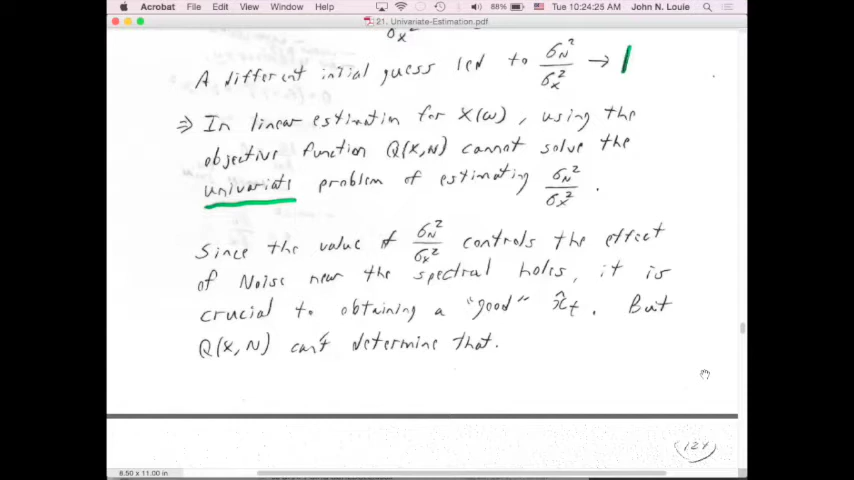 Acrobat File Edit View Window Help 88% Tue Apr 5 10:24:25 AM John N. Louie
21. Univariate-Estimation.pdf
σx²
A different initial guess led to σN²/σx² → 1
⇒ In linear estimation for X(ω), using the
objective function Q(X,N) cannot solve the
univariate problem of estimating σN²/σx².
Since the value of σN²/σx² controls the effect
of Noise near the spectral holes, it is
crucial to obtaining a "good" x̂t. But
Q(X,N) can't determine that.
124
8.50 x 11.00 in